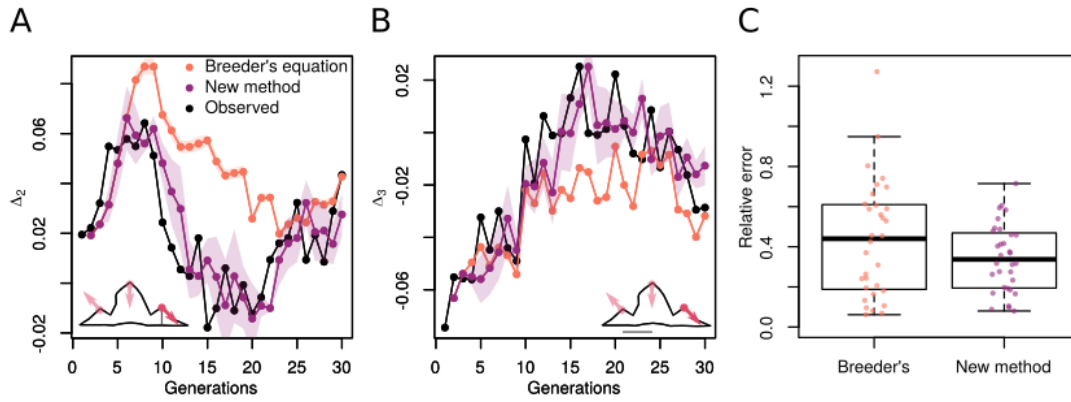 A
Δ2
0.06
0.02
-0.02
Breeder's equation
New method
Observed
1 5 10 15 20 25 30
Generations
B
Δ3
0.02
-0.02
-0.06
1 5 10 15 20 25 30
Generations
C
Relative error
1.2
0.8
0.4
0.0
Breeder's New method